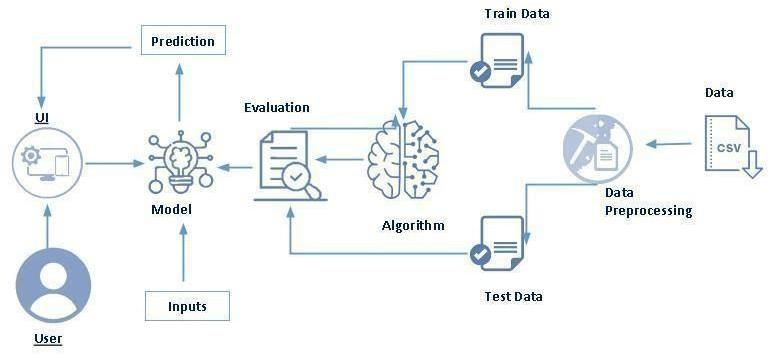 Train Data
Prediction
Data
Evaluation
UI
CSV
Model
Algorithm
Data
Preprocessing
Inputs
Test Data
User